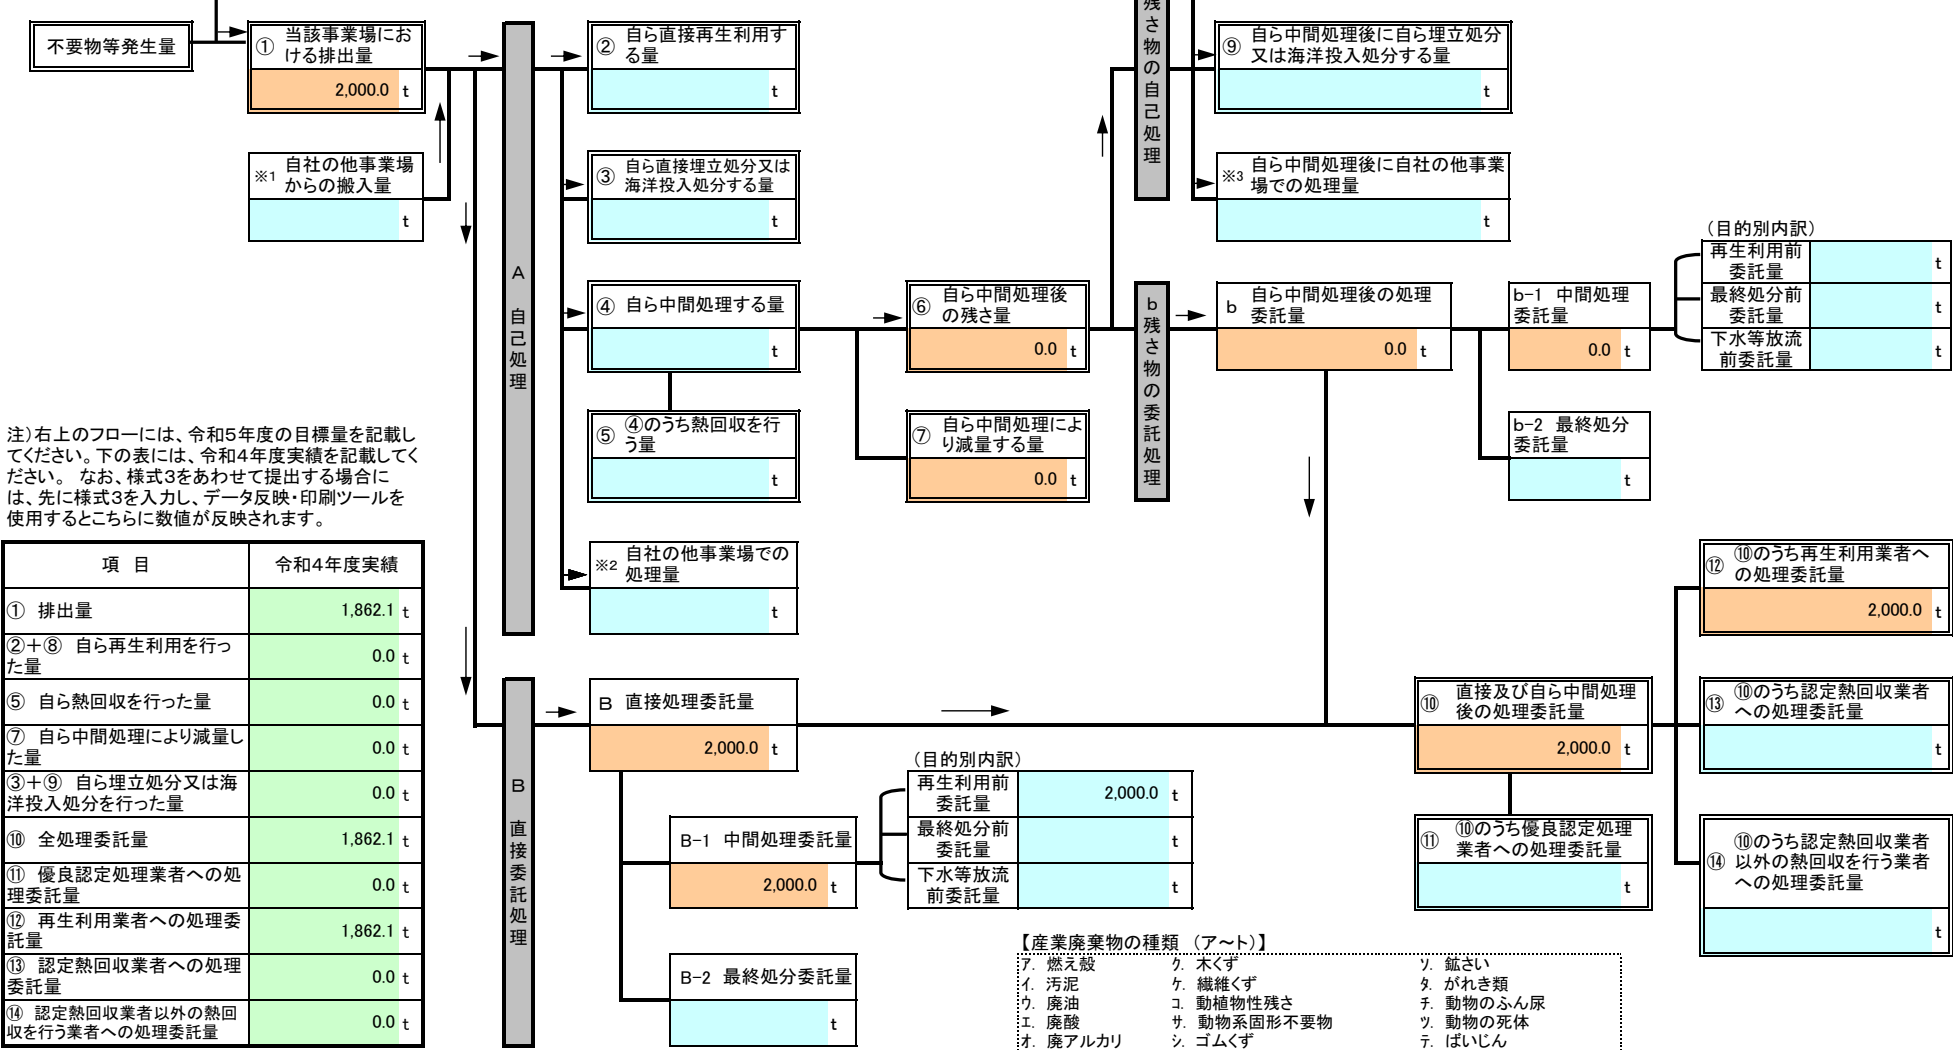 不要物等発生量
① 当該事業場にお
ける排出量
2,000.0 t
※1 自社の他事業場
からの搬入量
t
A 自己処理
② 自ら直接再生利用す
る量
t
③ 自ら直接埋立処分又は
海洋投入処分する量
t
④ 自ら中間処理する量
t
⑤ ④のうち熱回収を行
う量
t
※2 自社の他事業場での
処理量
t
⑥ 自ら中間処理後
の残さ量
0.0 t
⑦ 自ら中間処理によ
り減量する量
0.0 t
残さ物の自己処理
⑨ 自ら中間処理後に自ら埋立処分
又は海洋投入処分する量
t
※3 自ら中間処理後に自社の他事業
場での処理量
t
b 残さ物の委託処理
b 自ら中間処理後の処理
委託量
0.0 t
b-1 中間処理
委託量
0.0 t
(目的別内訳)
再生利用前
委託量
t
最終処分前
委託量
t
下水等放流
前委託量
t
b-2 最終処分
委託量
t
注)右上のフローには、令和5年度の目標量を記載し
てください。下の表には、令和4年度実績を記載してく
ださい。 なお、様式3をあわせて提出する場合に
は、先に様式3を入力し、データ反映・印刷ツールを
使用するとこちらに数値が反映されます。
項 目 令和4年度実績
① 排出量 1,862.1 t
②+⑧ 自ら再生利用を行っ
た量 0.0 t
⑤ 自ら熱回収を行った量 0.0 t
⑦ 自ら中間処理により減量し
た量 0.0 t
③+⑨ 自ら埋立処分又は海
洋投入処分を行った量 0.0 t
⑩ 全処理委託量 1,862.1 t
⑪ 優良認定処理業者への処
理委託量 0.0 t
⑫ 再生利用業者への処理委
託量 1,862.1 t
⑬ 認定熱回収業者への処理
委託量 0.0 t
⑭ 認定熱回収業者以外の熱回
収を行う業者への処理委託量 0.0 t
B 直接委託処理
B 直接処理委託量
2,000.0 t
B-1 中間処理委託量
2,000.0 t
(目的別内訳)
再生利用前
委託量
2,000.0 t
最終処分前
委託量
t
下水等放流
前委託量
t
B-2 最終処分委託量
t
⑩ 直接及び自ら中間処理
後の処理委託量
2,000.0 t
⑪ ⑩のうち優良認定処理
業者への処理委託量
t
⑫ ⑩のうち再生利用業者へ
の処理委託量
2,000.0 t
⑬ ⑩のうち認定熱回収業者
への処理委託量
t
⑭ ⑩のうち認定熱回収業者
以外の熱回収を行う業者
への処理委託量
t
【産業廃棄物の種類 (ア～ト)】
ア. 燃え殻 ク. 木くず ソ. 鉱さい
イ. 汚泥 ケ. 繊維くず タ. がれき類
ウ. 廃油 コ. 動植物性残さ チ. 動物のふん尿
エ. 廃酸 サ. 動物系固形不要物 ツ. 動物の死体
オ. 廃アルカリ シ. ゴムくず テ. ばいじん